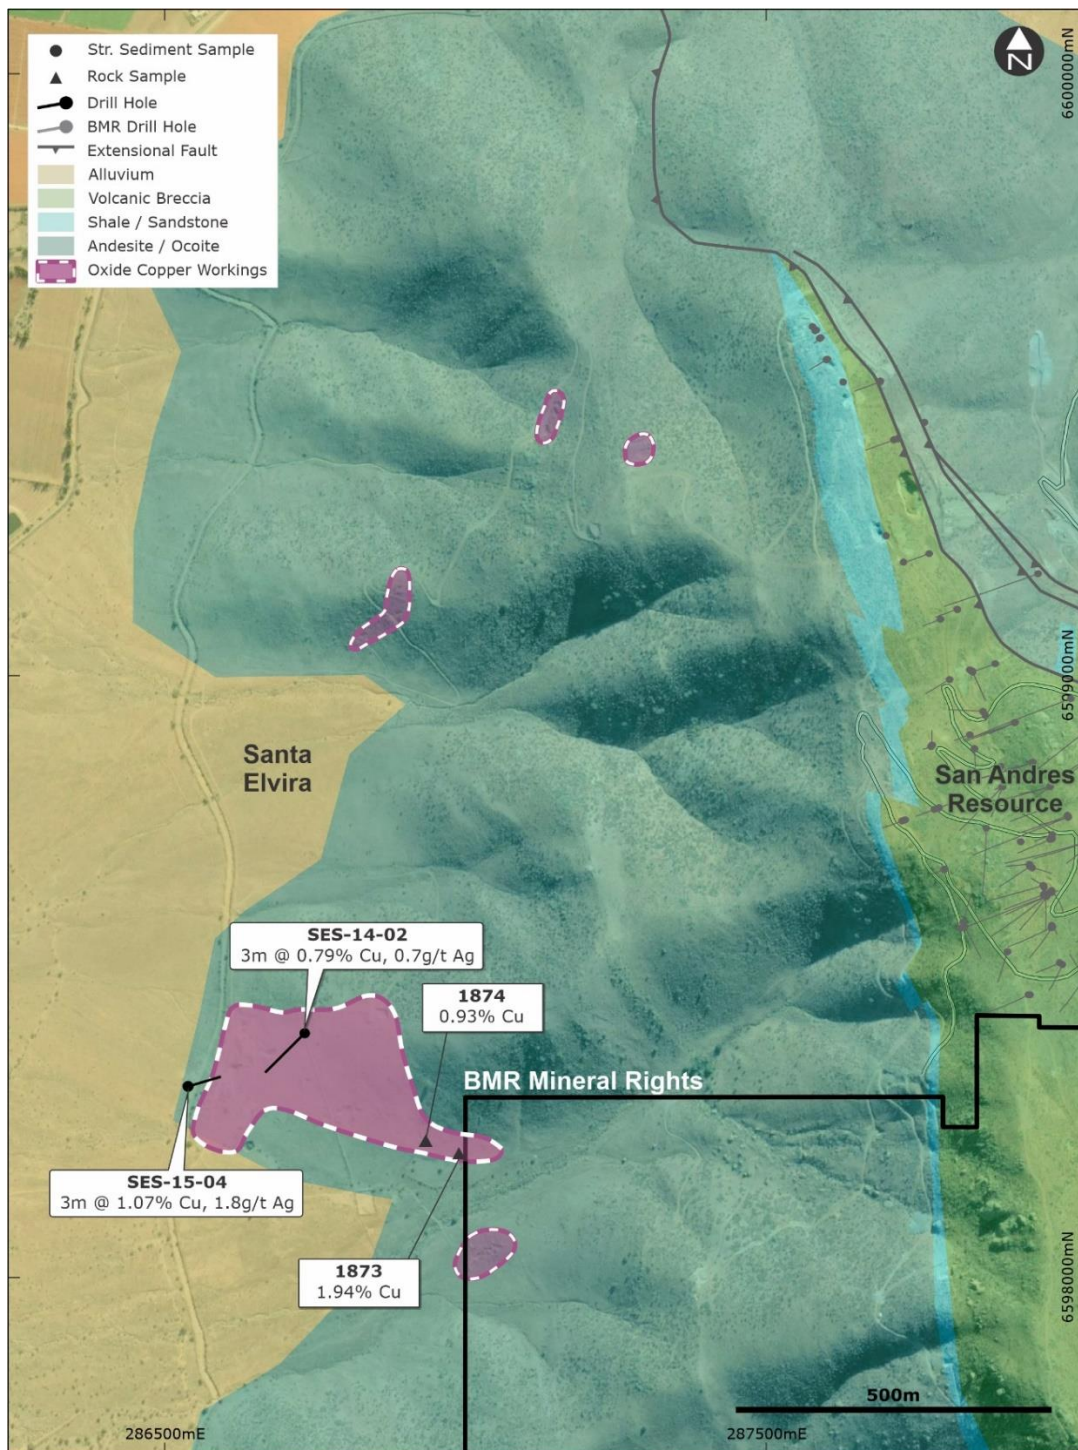 Str. Sediment Sample
Rock Sample
Drill Hole
BMR Drill Hole
Extensional Fault
Alluvium
Volcanic Breccia
Shale / Sandstone
Andesite / Ocoite
Oxide Copper Workings
N
6600000mN
6599000mN
Santa
Elvira
San Andres
Resource
SES-14-02
3m @ 0.79% Cu, 0.7g/t Ag
1874
0.93% Cu
BMR Mineral Rights
SES-15-04
3m @ 1.07% Cu, 1.8g/t Ag
1873
1.94% Cu
6598000mN
500m
286500mE
287500mE